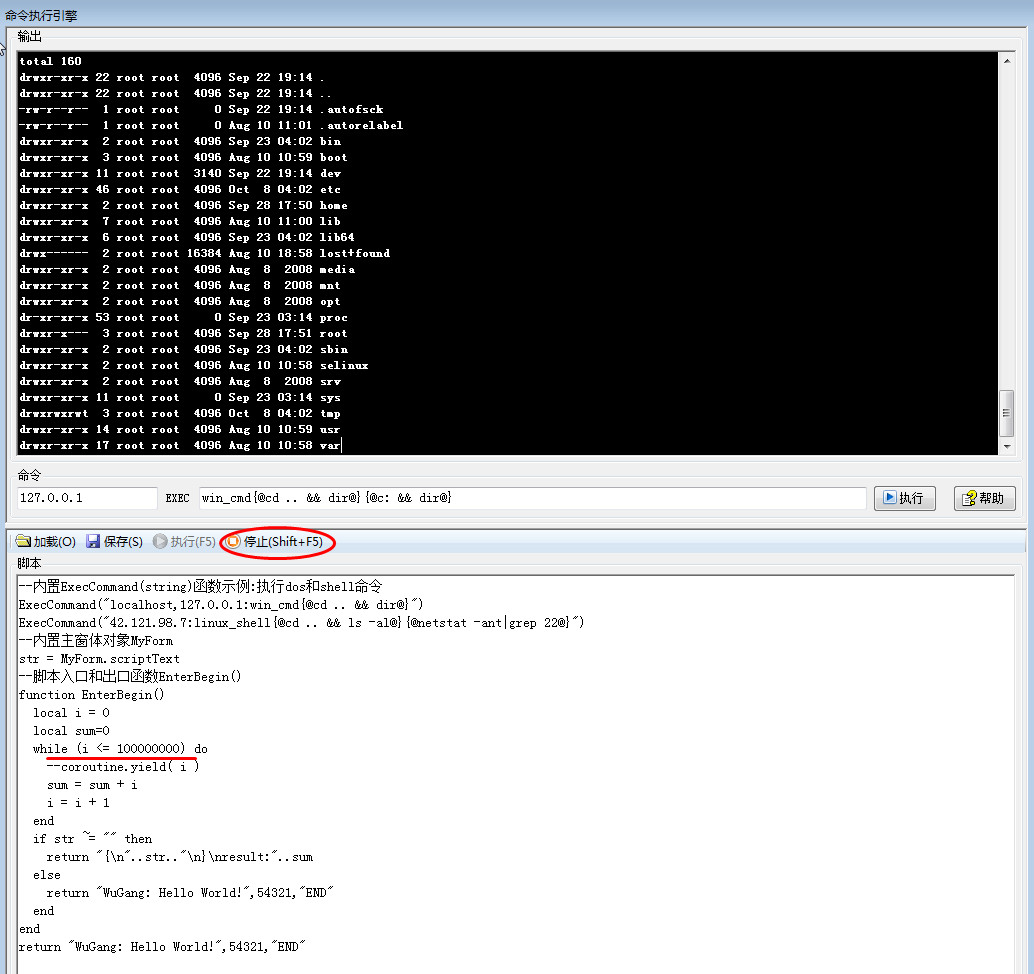 命令执行引擎
输出
total 160
drwxr-xr-x 22 root root  4096 Sep 22 19:14 .
drwxr-xr-x 22 root root  4096 Sep 22 19:14 ..
-rw-r--r--  1 root root     0 Sep 22 19:14 .autofsck
-rw-r--r--  1 root root     0 Aug 10 11:01 .autorelabel
drwxr-xr-x  2 root root  4096 Sep 23 04:02 bin
drwxr-xr-x  3 root root  4096 Aug 10 10:59 boot
drwxr-xr-x 11 root root  3140 Sep 22 19:14 dev
drwxr-xr-x 46 root root  4096 Oct  8 04:02 etc
drwxr-xr-x  2 root root  4096 Sep 28 17:50 home
drwxr-xr-x  7 root root  4096 Aug 10 11:00 lib
drwxr-xr-x  6 root root  4096 Sep 23 04:02 lib64
drwx------  2 root root 16384 Aug 10 18:58 lost+found
drwxr-xr-x  2 root root  4096 Aug  8  2008 media
drwxr-xr-x  2 root root  4096 Aug  8  2008 mnt
drwxr-xr-x  2 root root  4096 Aug  8  2008 opt
dr-xr-xr-x 53 root root     0 Sep 23 03:14 proc
drwxr-x---  3 root root  4096 Sep 28 17:51 root
drwxr-xr-x  2 root root  4096 Sep 23 04:02 sbin
drwxr-xr-x  2 root root  4096 Aug 10 10:58 selinux
drwxr-xr-x  2 root root  4096 Aug  8  2008 srv
drwxr-xr-x 11 root root     0 Sep 23 03:14 sys
drwxrwxrwt  3 root root  4096 Oct  8 04:02 tmp
drwxr-xr-x 14 root root  4096 Aug 10 10:59 usr
drwxr-xr-x 17 root root  4096 Aug 10 10:58 var
命令
127.0.0.1 EXEC win_cmd{@cd .. && dir@}{@c: && dir@} 执行 帮助
加载(O) 保存(S) 执行(F5) 停止(Shift+F5)
脚本
--内置ExecCommand(string)函数示例:执行dos和shell命令
ExecCommand("localhost,127.0.0.1:win_cmd{@cd .. && dir@}")
ExecCommand("42.121.98.7:linux_shell{@cd .. && ls -al@}{@netstat -ant|grep 22@}")
--内置主窗体对象MyForm
str = MyForm.scriptText
--脚本入口和出口函数EnterBegin()
function EnterBegin()
  local i = 0
  local sum=0
  while (i <= 100000000) do
    --coroutine.yield( i )
    sum = sum + i
    i = i + 1
  end
  if str ~= "" then
    return "{\n"..str.."\n}\nresult:"..sum
  else
    return "WuGang: Hello World!",54321,"END"
  end
end
return "WuGang: Hello World!",54321,"END"